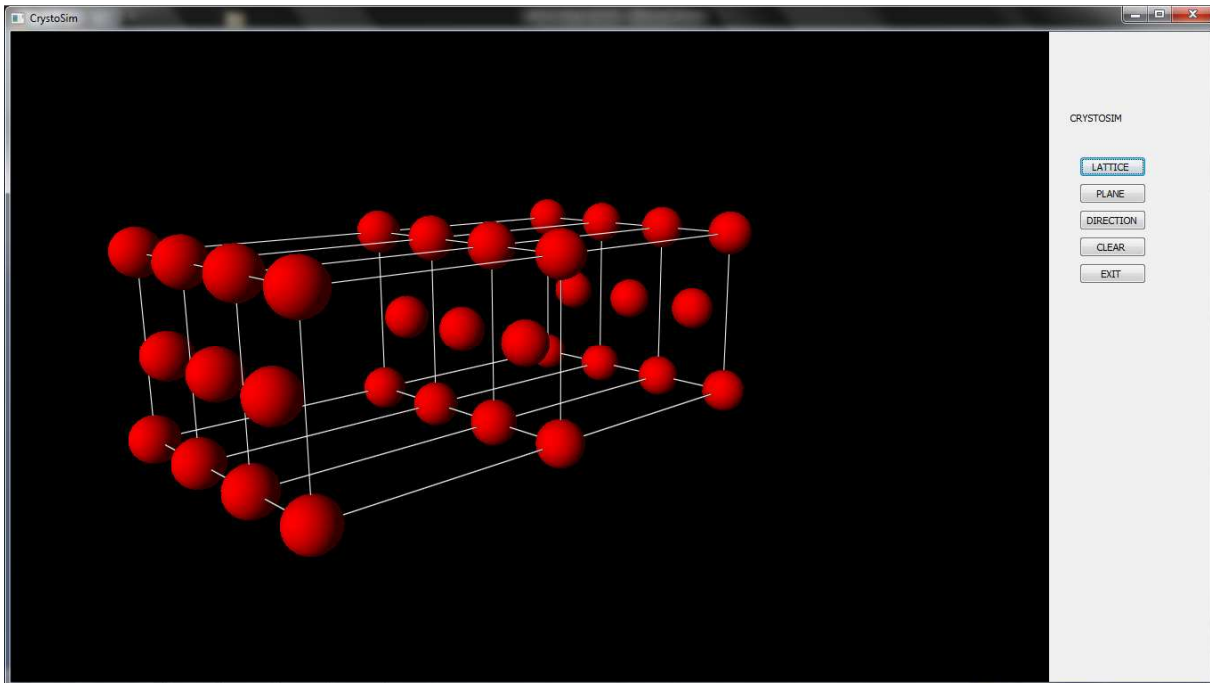 CrystoSim
CRYSTOSIM
LATTICE
PLANE
DIRECTION
CLEAR
EXIT